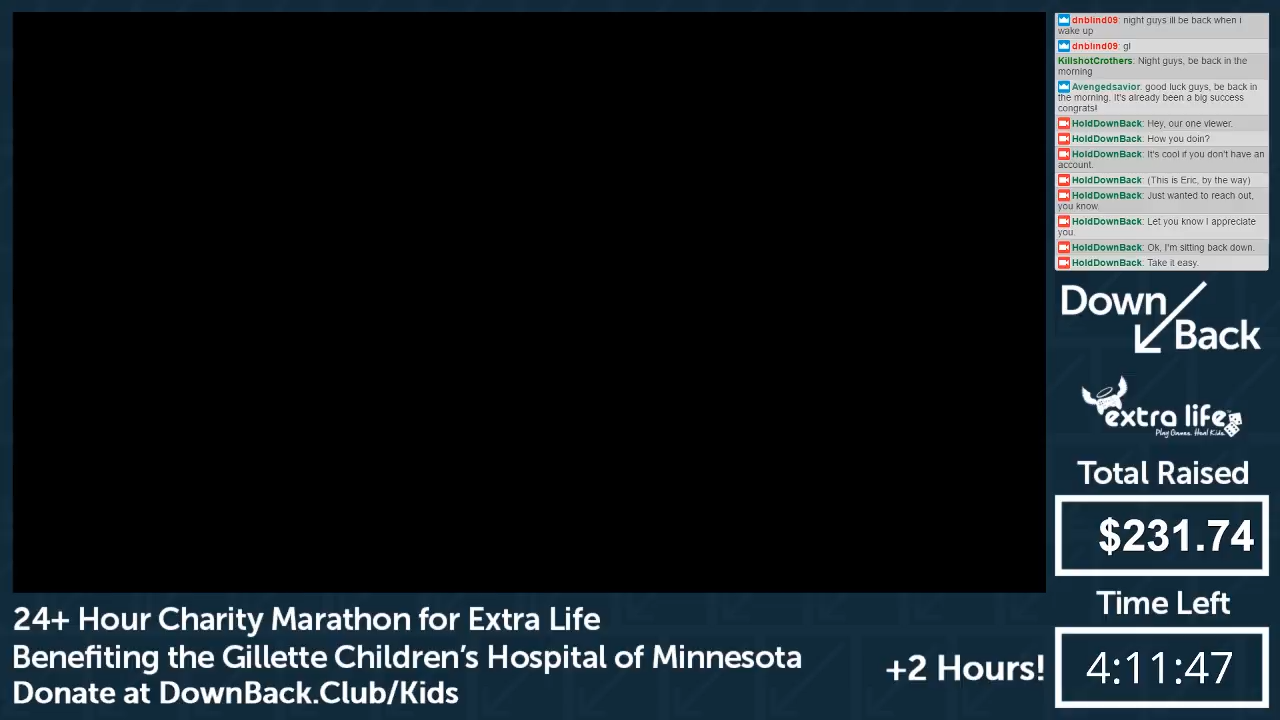 dnblind09: night guys ill be back when i
wake up
dnblind09: gl
KillshotCrothers: Night guys, be back in the
morning
Avengedsavior: good luck guys, be back in
the morning. It's already been a big success
congrats!
HoldDownBack: Hey, our one viewer.
HoldDownBack: How you doin?
HoldDownBack: It's cool if you don't have an
account.
HoldDownBack: (This is Eric, by the way)
HoldDownBack: Just wanted to reach out,
you know.
HoldDownBack: Let you know I appreciate
you.
HoldDownBack: Ok, I'm sitting back down.
HoldDownBack: Take it easy.
Down
Back
extra life
Play Games. Heal Kids.
Total Raised
$231.74
Time Left
4:11:47
24+ Hour Charity Marathon for Extra Life
Benefiting the Gillette Children's Hospital of Minnesota
Donate at DownBack.Club/Kids
+2 Hours!